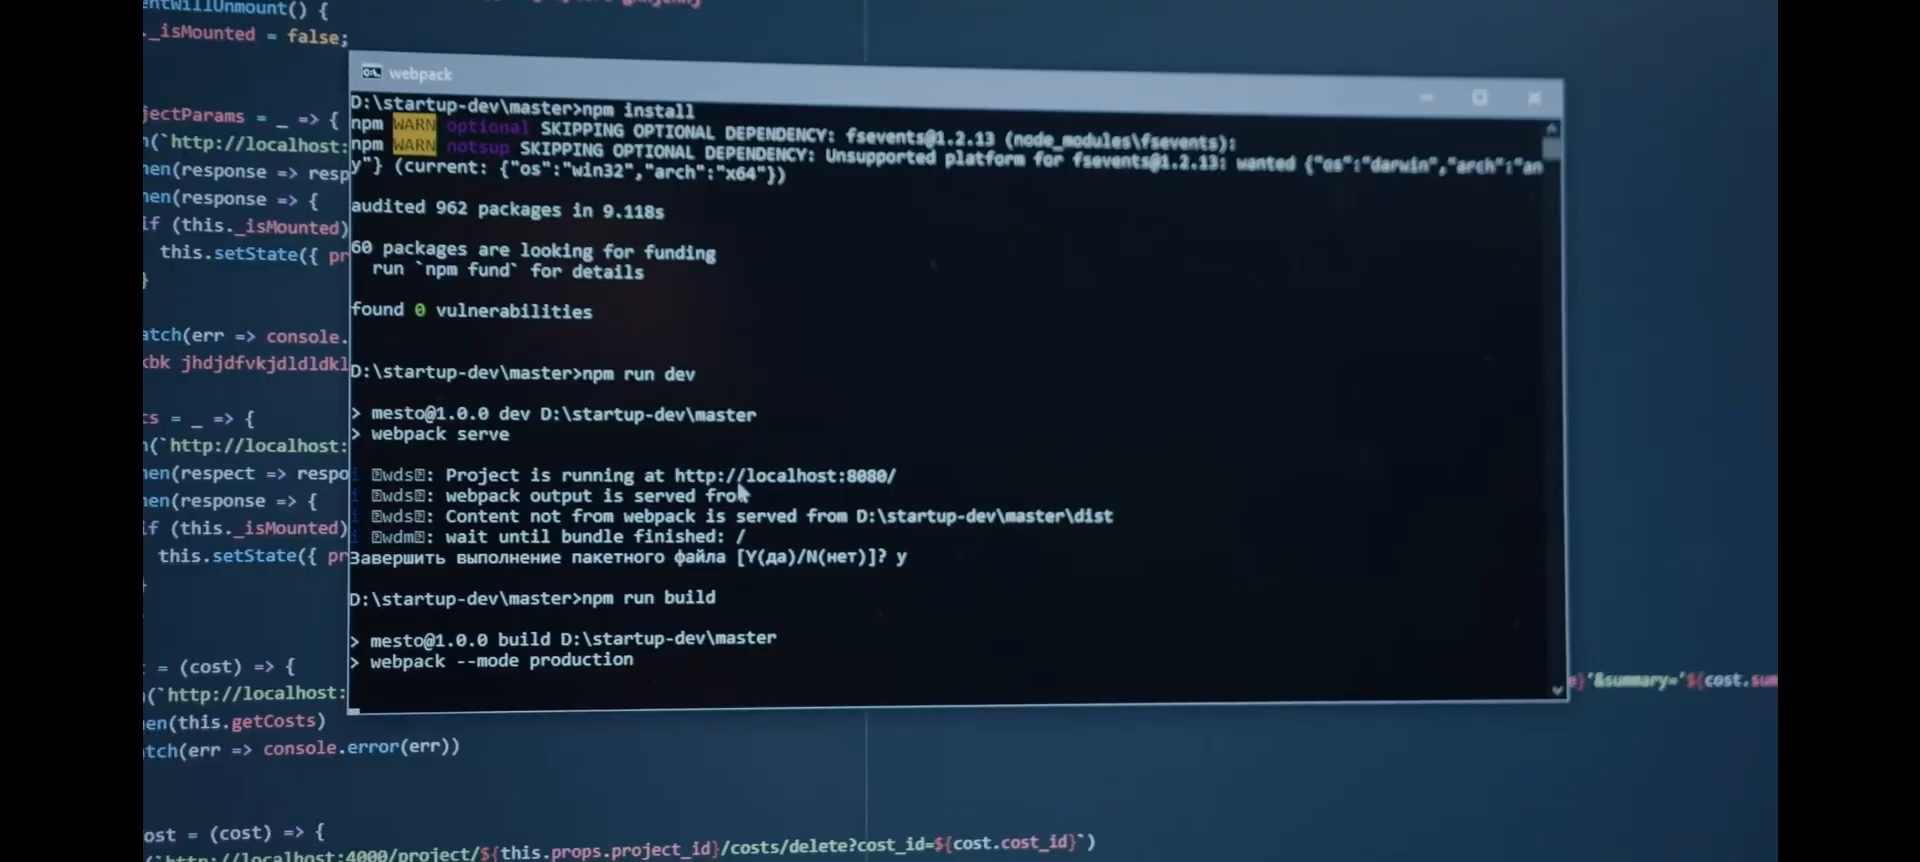 entWillUnmount() {
._isMounted = false;
webpack
D:\startup-dev\master>npm install
npm WARN optional SKIPPING OPTIONAL DEPENDENCY: fsevents@1.2.13 (node_modules\fsevents):
npm WARN notsup SKIPPING OPTIONAL DEPENDENCY: Unsupported platform for fsevents@1.2.13: wanted {"os":"darwin","arch":"an
y"} (current: {"os":"win32","arch":"x64"})
audited 962 packages in 9.118s
60 packages are looking for funding
run `npm fund` for details
found 0 vulnerabilities
D:\startup-dev\master>npm run dev
> mesto@1.0.0 dev D:\startup-dev\master
> webpack serve
i ⍰wds⍰: Project is running at http://localhost:8080/
i ⍰wds⍰: webpack output is served from
i ⍰wds⍰: Content not from webpack is served from D:\startup-dev\master\dist
i ⍰wdm⍰: wait until bundle finished: /
Завершить выполнение пакетного файла [Y(да)/N(нет)]? y
D:\startup-dev\master>npm run build
> mesto@1.0.0 build D:\startup-dev\master
> webpack --mode production
jectParams = _ => {
(`http://localhost:
hen(response => resp
hen(response => {
if (this._isMounted)
this.setState({ pr
}
atch(err => console.
kbk jhdjdfvkjdldldkl
ts = _ => {
(`http://localhost:
hen(respect => respo
hen(response => {
if (this._isMounted)
this.setState({ pr
= (cost) => {
(`http://localhost:
}'&summary='${cost.sum
hen(this.getCosts)
atch(err => console.error(err))
ost = (cost) => {
(`http://localhost:4000/project/${this.props.project_id}/costs/delete?cost_id=${cost.cost_id}`)